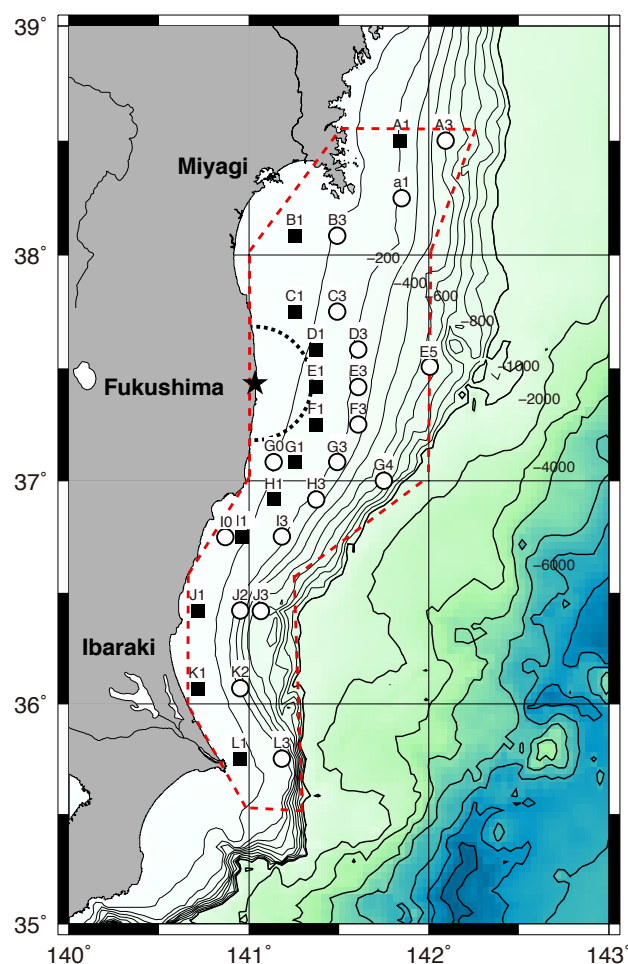 39°
A1 A3
Miyagi
a1
B1 B3
38°
−200
−400
−600
C1 C3
−800
D1 D3
E5
−1000
Fukushima
E1 E3
−2000
F1 F3
G0 G1 G3
G4
−4000
37°
H1 H3
I0 I1 I3
−6000
J1 J2 J3
Ibaraki
K1 K2
36°
L1 L3
35°
140° 141° 142° 143°